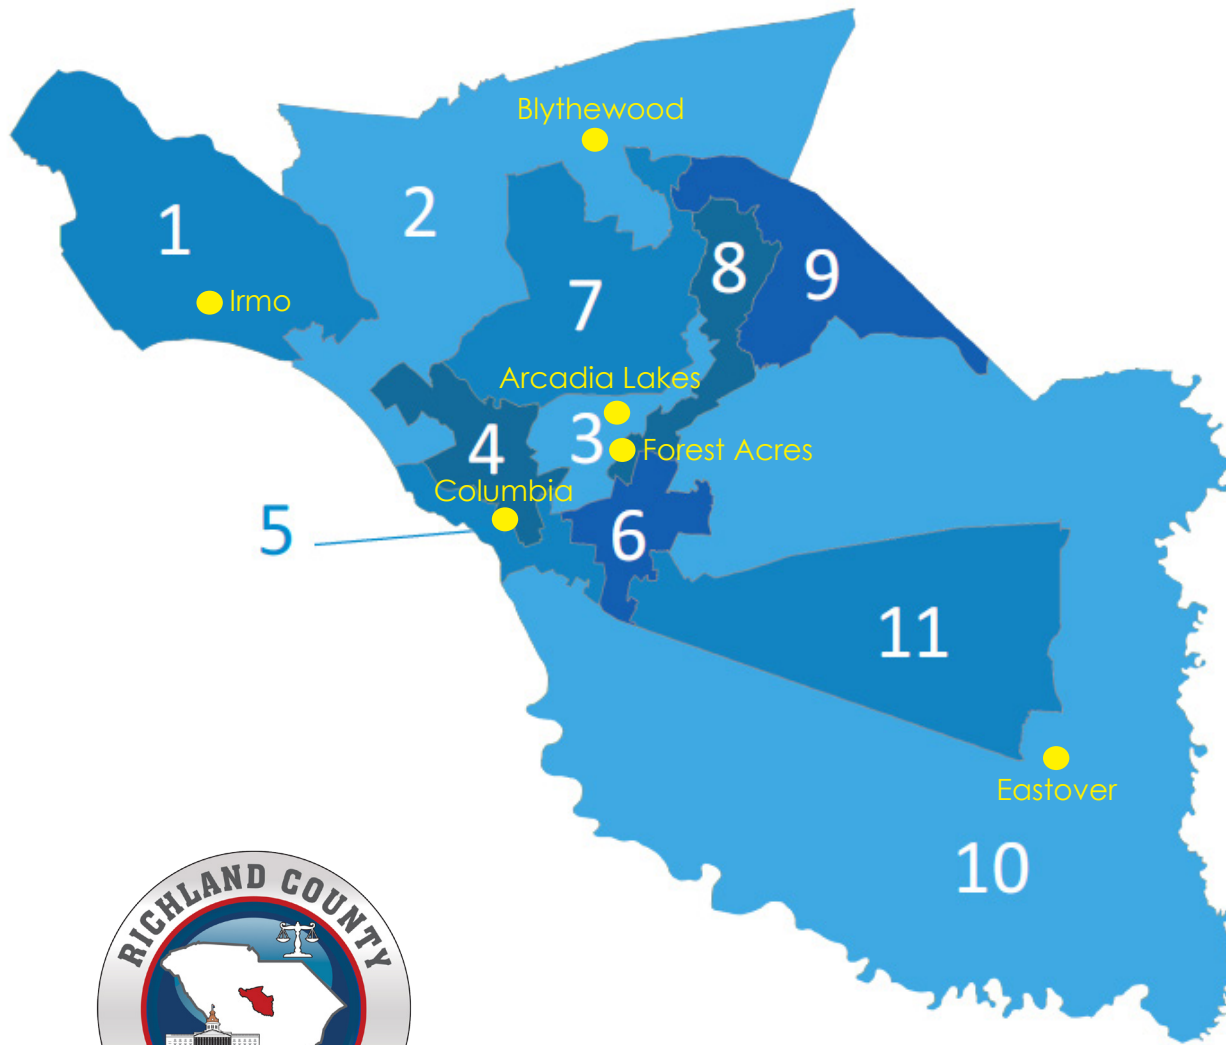 Blythewood
1
2
Irmo
7
8
9
Arcadia Lakes
3
Forest Acres
4
Columbia
5
6
11
Eastover
10
RICHLAND COUNTY